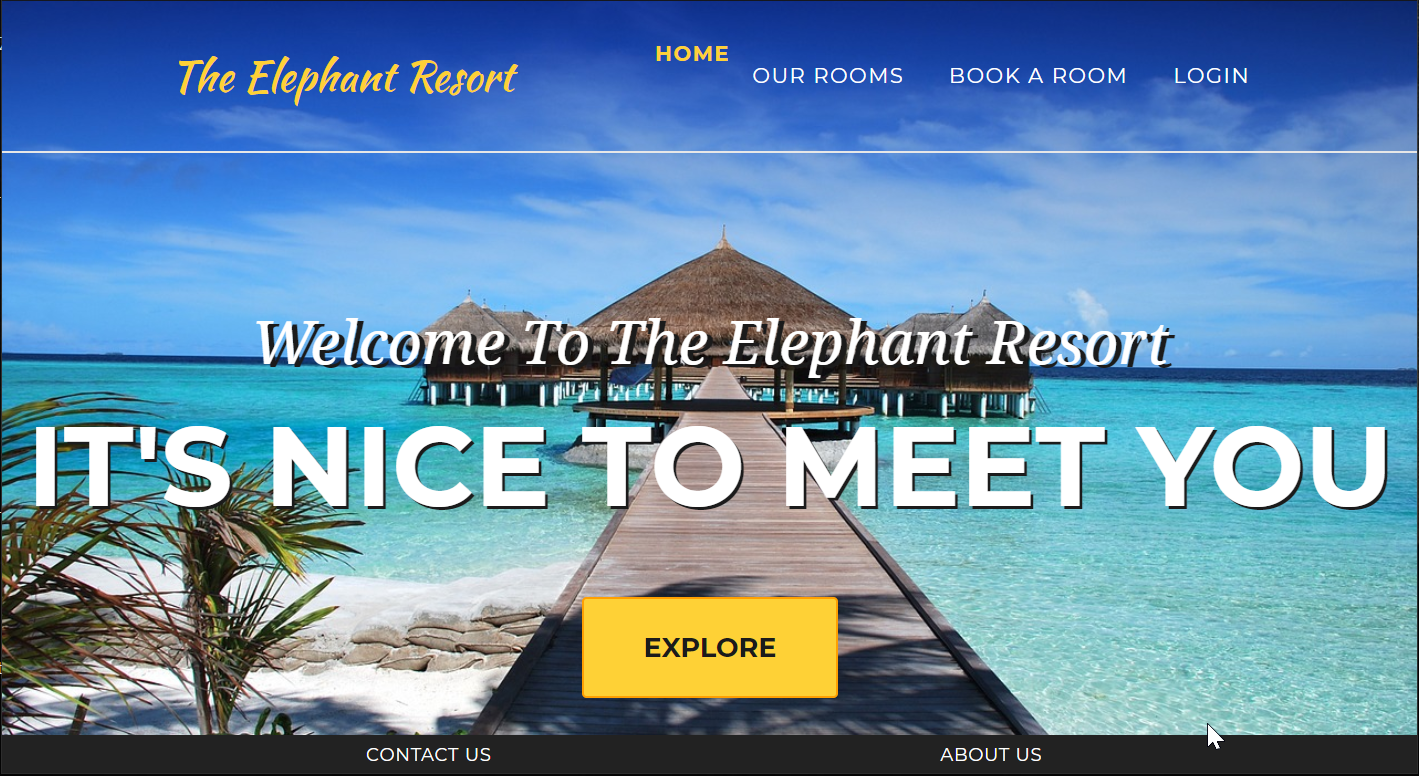 The Elephant Resort
HOME
OUR ROOMS
BOOK A ROOM
LOGIN
Welcome To The Elephant Resort
IT'S NICE TO MEET YOU
EXPLORE
CONTACT US
ABOUT US